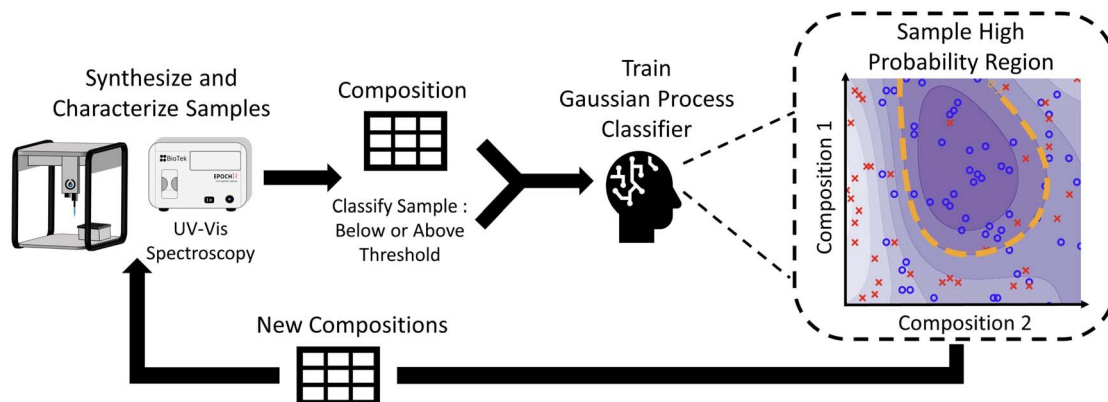 Synthesize and
Characterize Samples
BioTek
EPOCH
UV-Vis
Spectroscopy
Composition
Classify Sample :
Below or Above
Threshold
Train
Gaussian Process
Classifier
Sample High
Probability Region
Composition 1
Composition 2
New Compositions